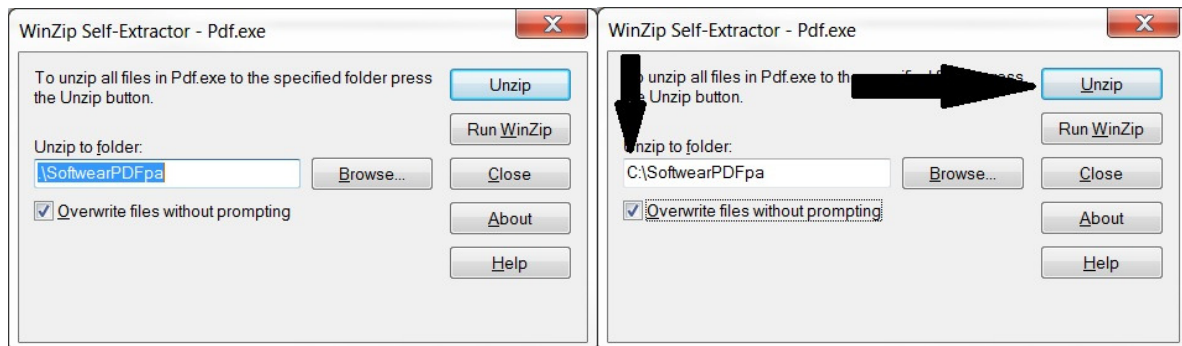 WinZip Self-Extractor - Pdf.exe
To unzip all files in Pdf.exe to the specified folder press
the Unzip button.
Unzip to folder:
.\SoftwearPDFpa
Overwrite files without prompting
Unzip
Run WinZip
Browse...
Close
About
Help
WinZip Self-Extractor - Pdf.exe
unzip all files in Pdf.exe to
Unzip button.
Unzip to folder:
C:\SoftwearPDFpa
Overwrite files without prompting
Unzip
Run WinZip
Browse...
Close
About
Help